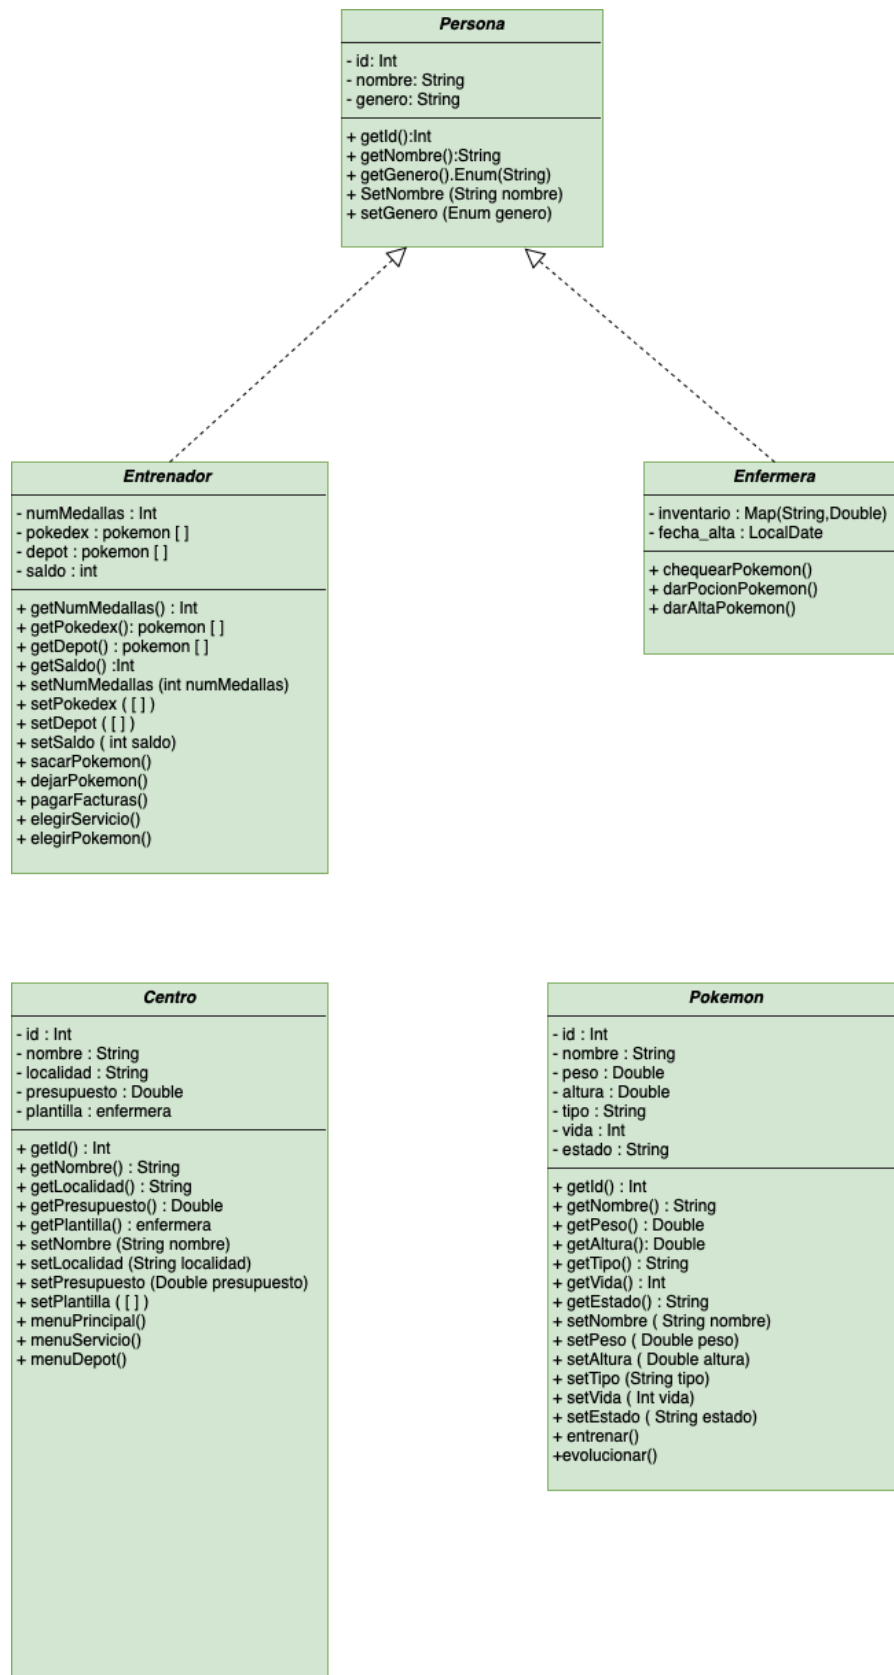 Persona
- id: Int
- nombre: String
- genero: String
+ getId():Int
+ getNombre():String
+ getGenero().Enum(String)
+ SetNombre (String nombre)
+ setGenero (Enum genero)
Entrenador
- numMedallas : Int
- pokedex : pokemon [ ]
- depot : pokemon [ ]
- saldo : int
+ getNumMedallas() : Int
+ getPokedex(): pokemon [ ]
+ getDepot() : pokemon [ ]
+ getSaldo() :Int
+ setNumMedallas (int numMedallas)
+ setPokedex ( [ ] )
+ setDepot ( [ ] )
+ setSaldo ( int saldo)
+ sacarPokemon()
+ dejarPokemon()
+ pagarFacturas()
+ elegirServicio()
+ elegirPokemon()
Enfermera
- inventario : Map(String,Double)
- fecha_alta : LocalDate
+ chequearPokemon()
+ darPocionPokemon()
+ darAltaPokemon()
Centro
- id : Int
- nombre : String
- localidad : String
- presupuesto : Double
- plantilla : enfermera
+ getId() : Int
+ getNombre() : String
+ getLocalidad() : String
+ getPresupuesto() : Double
+ getPlantilla() : enfermera
+ setNombre (String nombre)
+ setLocalidad (String localidad)
+ setPresupuesto (Double presupuesto)
+ setPlantilla ( [ ] )
+ menuPrincipal()
+ menuServicio()
+ menuDepot()
Pokemon
- id : Int
- nombre : String
- peso : Double
- altura : Double
- tipo : String
- vida : Int
- estado : String
+ getId() : Int
+ getNombre() : String
+ getPeso() : Double
+ getAltura(): Double
+ getTipo() : String
+ getVida() : Int
+ getEstado() : String
+ setNombre ( String nombre)
+ setPeso ( Double peso)
+ setAltura ( Double altura)
+ setTipo (String tipo)
+ setVida ( Int vida)
+ setEstado ( String estado)
+ entrenar()
+evolucionar()